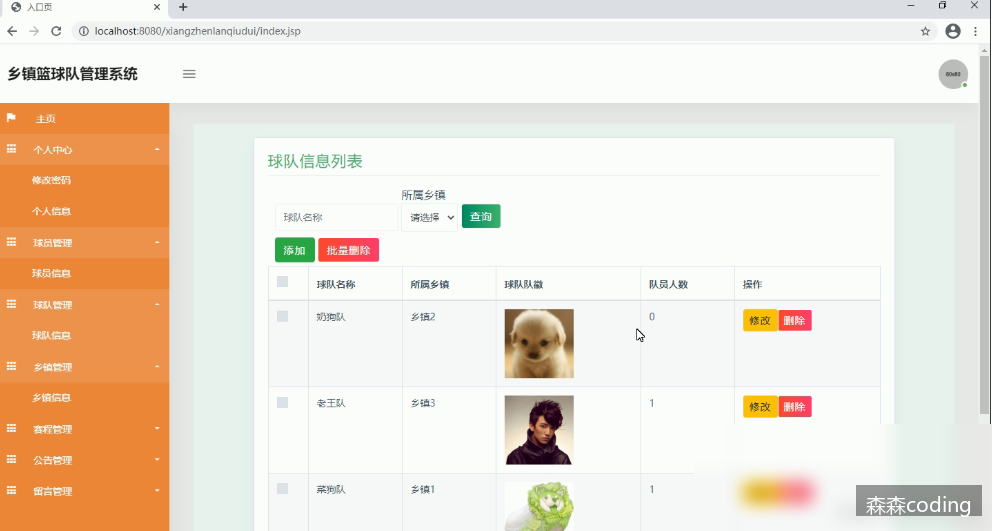 入口页
localhost:8080/xiangzhenlanqiudui/index.jsp
乡镇篮球队管理系统
80x80
主页
个人中心
修改密码
个人信息
球员管理
球员信息
球队管理
球队信息
乡镇管理
乡镇信息
赛程管理
公告管理
留言管理
球队信息列表
所属乡镇
球队名称 请选择 查询
添加 批量删除
球队名称 所属乡镇 球队队徽 队员人数 操作
奶狗队 乡镇2 0 修改 删除
老王队 乡镇3 1 修改 删除
菜狗队 乡镇1 1
森森coding